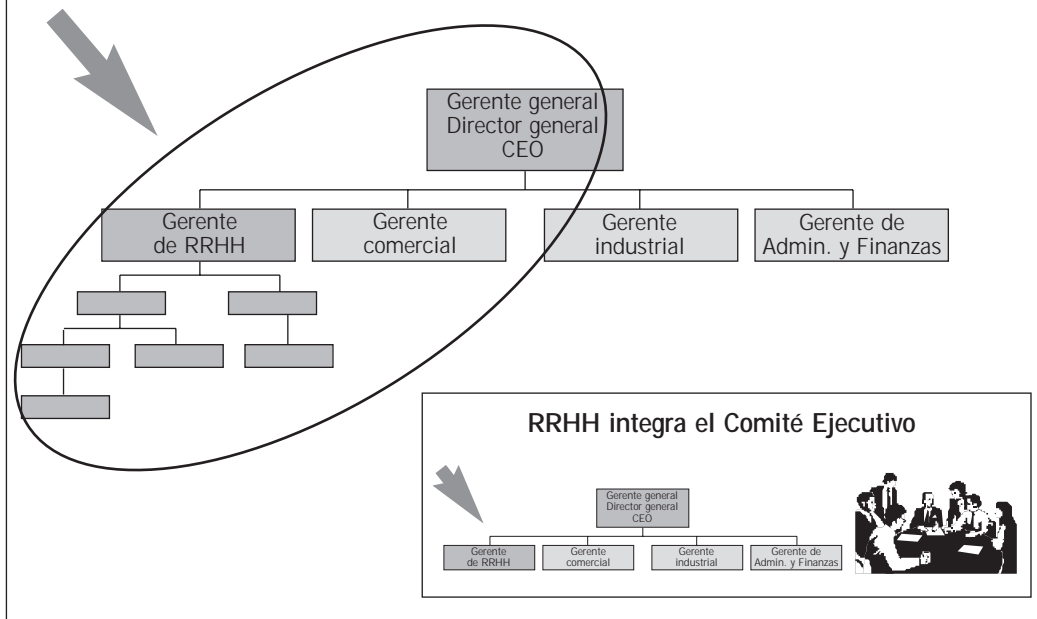 Gerente general
Director general
CEO
Gerente
de RRHH
Gerente
comercial
Gerente
industrial
Gerente de
Admin. y Finanzas
RRHH integra el Comité Ejecutivo
Gerente general
Director general
CEO
Gerente
de RRHH
Gerente
comercial
Gerente
industrial
Gerente de
Admin. y Finanzas